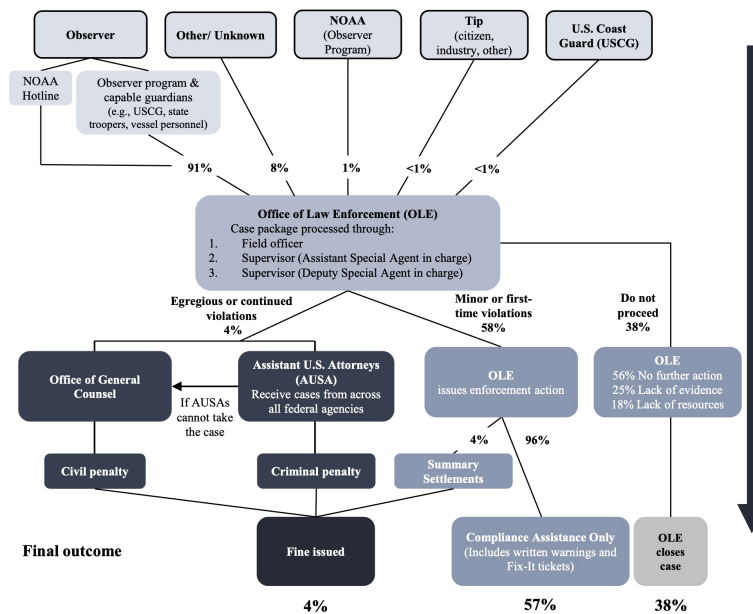 Observer
Other/ Unknown
NOAA
(Observer
Program)
Tip
(citizen,
industry, other)
U.S. Coast
Guard (USCG)
NOAA
Hotline
Observer program &
capable guardians
(e.g., USCG, state
troopers, vessel personnel)
91%
8%
1%
<1%
<1%
Office of Law Enforcement (OLE)
Case package processed through:
1. Field officer
2. Supervisor (Assistant Special Agent in charge)
3. Supervisor (Deputy Special Agent in charge)
Egregious or continued
violations
4%
Minor or first-
time violations
58%
Do not
proceed
38%
Office of General
Counsel
If AUSAs
cannot take
the case
Assistant U.S. Attorneys
(AUSA)
Receive cases from across
all federal agencies
OLE
issues enforcement action
OLE
56% No further action
25% Lack of evidence
18% Lack of resources
4%
96%
Civil penalty
Criminal penalty
Summary
Settlements
Final outcome
Fine issued
Compliance Assistance Only
(Includes written warnings and
Fix-It tickets)
OLE
closes
case
4%
57%
38%